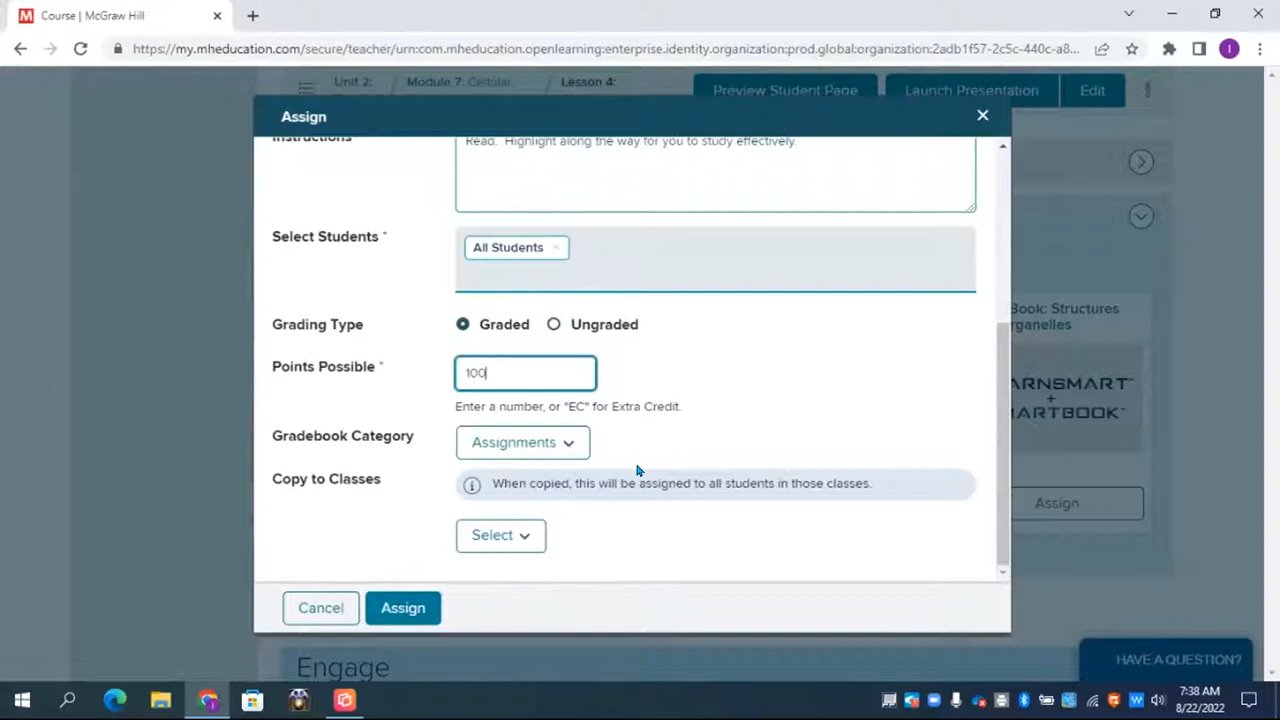 Course | McGraw Hill
https://my.mheducation.com/secure/teacher/urn:com.mheducation.openlearning:enterprise.identity.organization:prod.global:organization:2adb1f57-2c5c-440c-a8...
I
Unit 2: / Module 7: Cellular / Lesson 4:
Preview Student Page
Launch Presentation
Edit
Assign
Instructions
Read. Highlight along the way for you to study effectively.
Select Students *
All Students
Grading Type
Graded
Ungraded
Points Possible *
100
Enter a number, or "EC" for Extra Credit.
Gradebook Category
Assignments
Copy to Classes
When copied, this will be assigned to all students in those classes.
Select
Cancel
Assign
Book: Structures
rganelles
ARNSMART
+
MARTBOOK
Assign
Engage
HAVE A QUESTION?
7:38 AM
8/22/2022